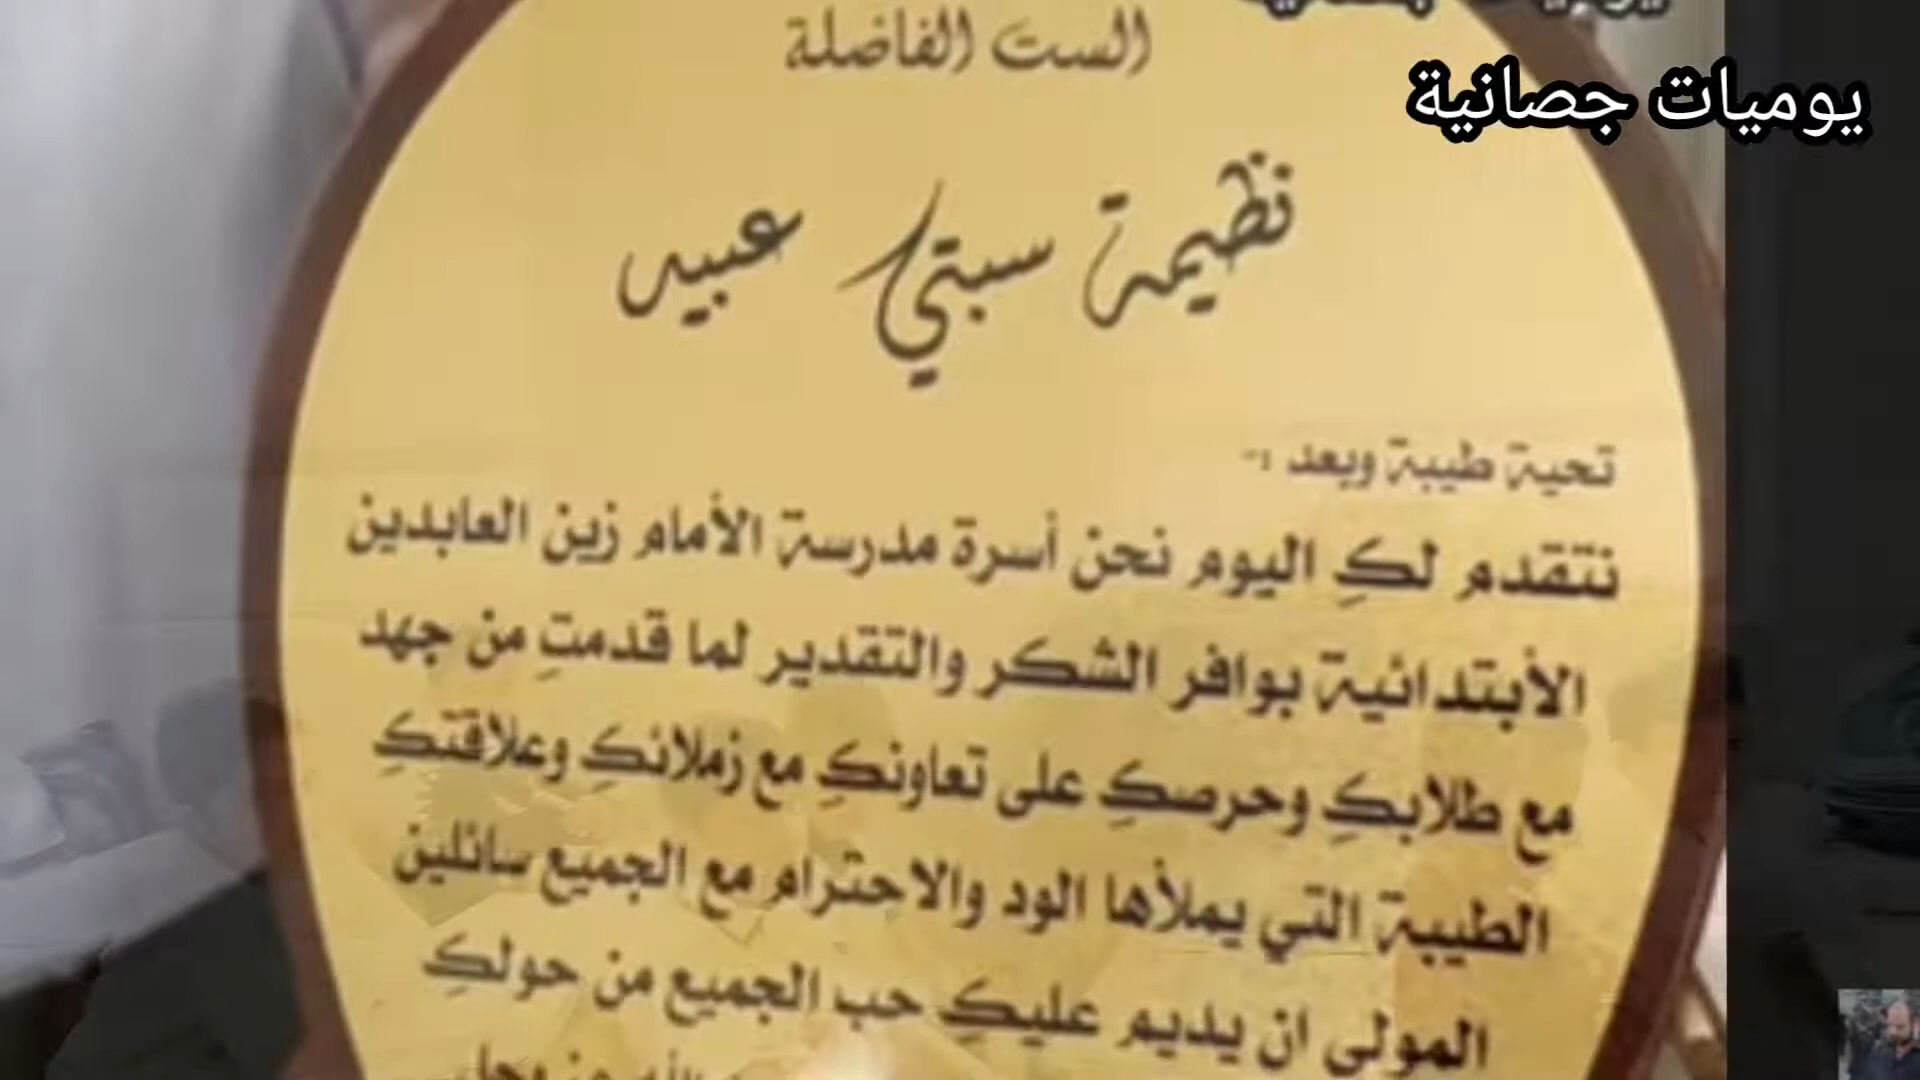 يوميات جصانية
الست الفاضلة
نظيمة سبتي عبيد
تحية طيبة وبعد :-
نتقدم لكِ اليوم نحن أسرة مدرسة الأمام زين العابدين
الأبتدائية بوافر الشكر والتقدير لما قدمتِ من جهد
مع طلابكِ وحرصكِ على تعاونكِ مع زملائكِ وعلاقتكِ
الطيبة التي يملأها الود والاحترام مع الجميع سائلين
المولى ان يديم عليكِ حب الجميع من حولكِ